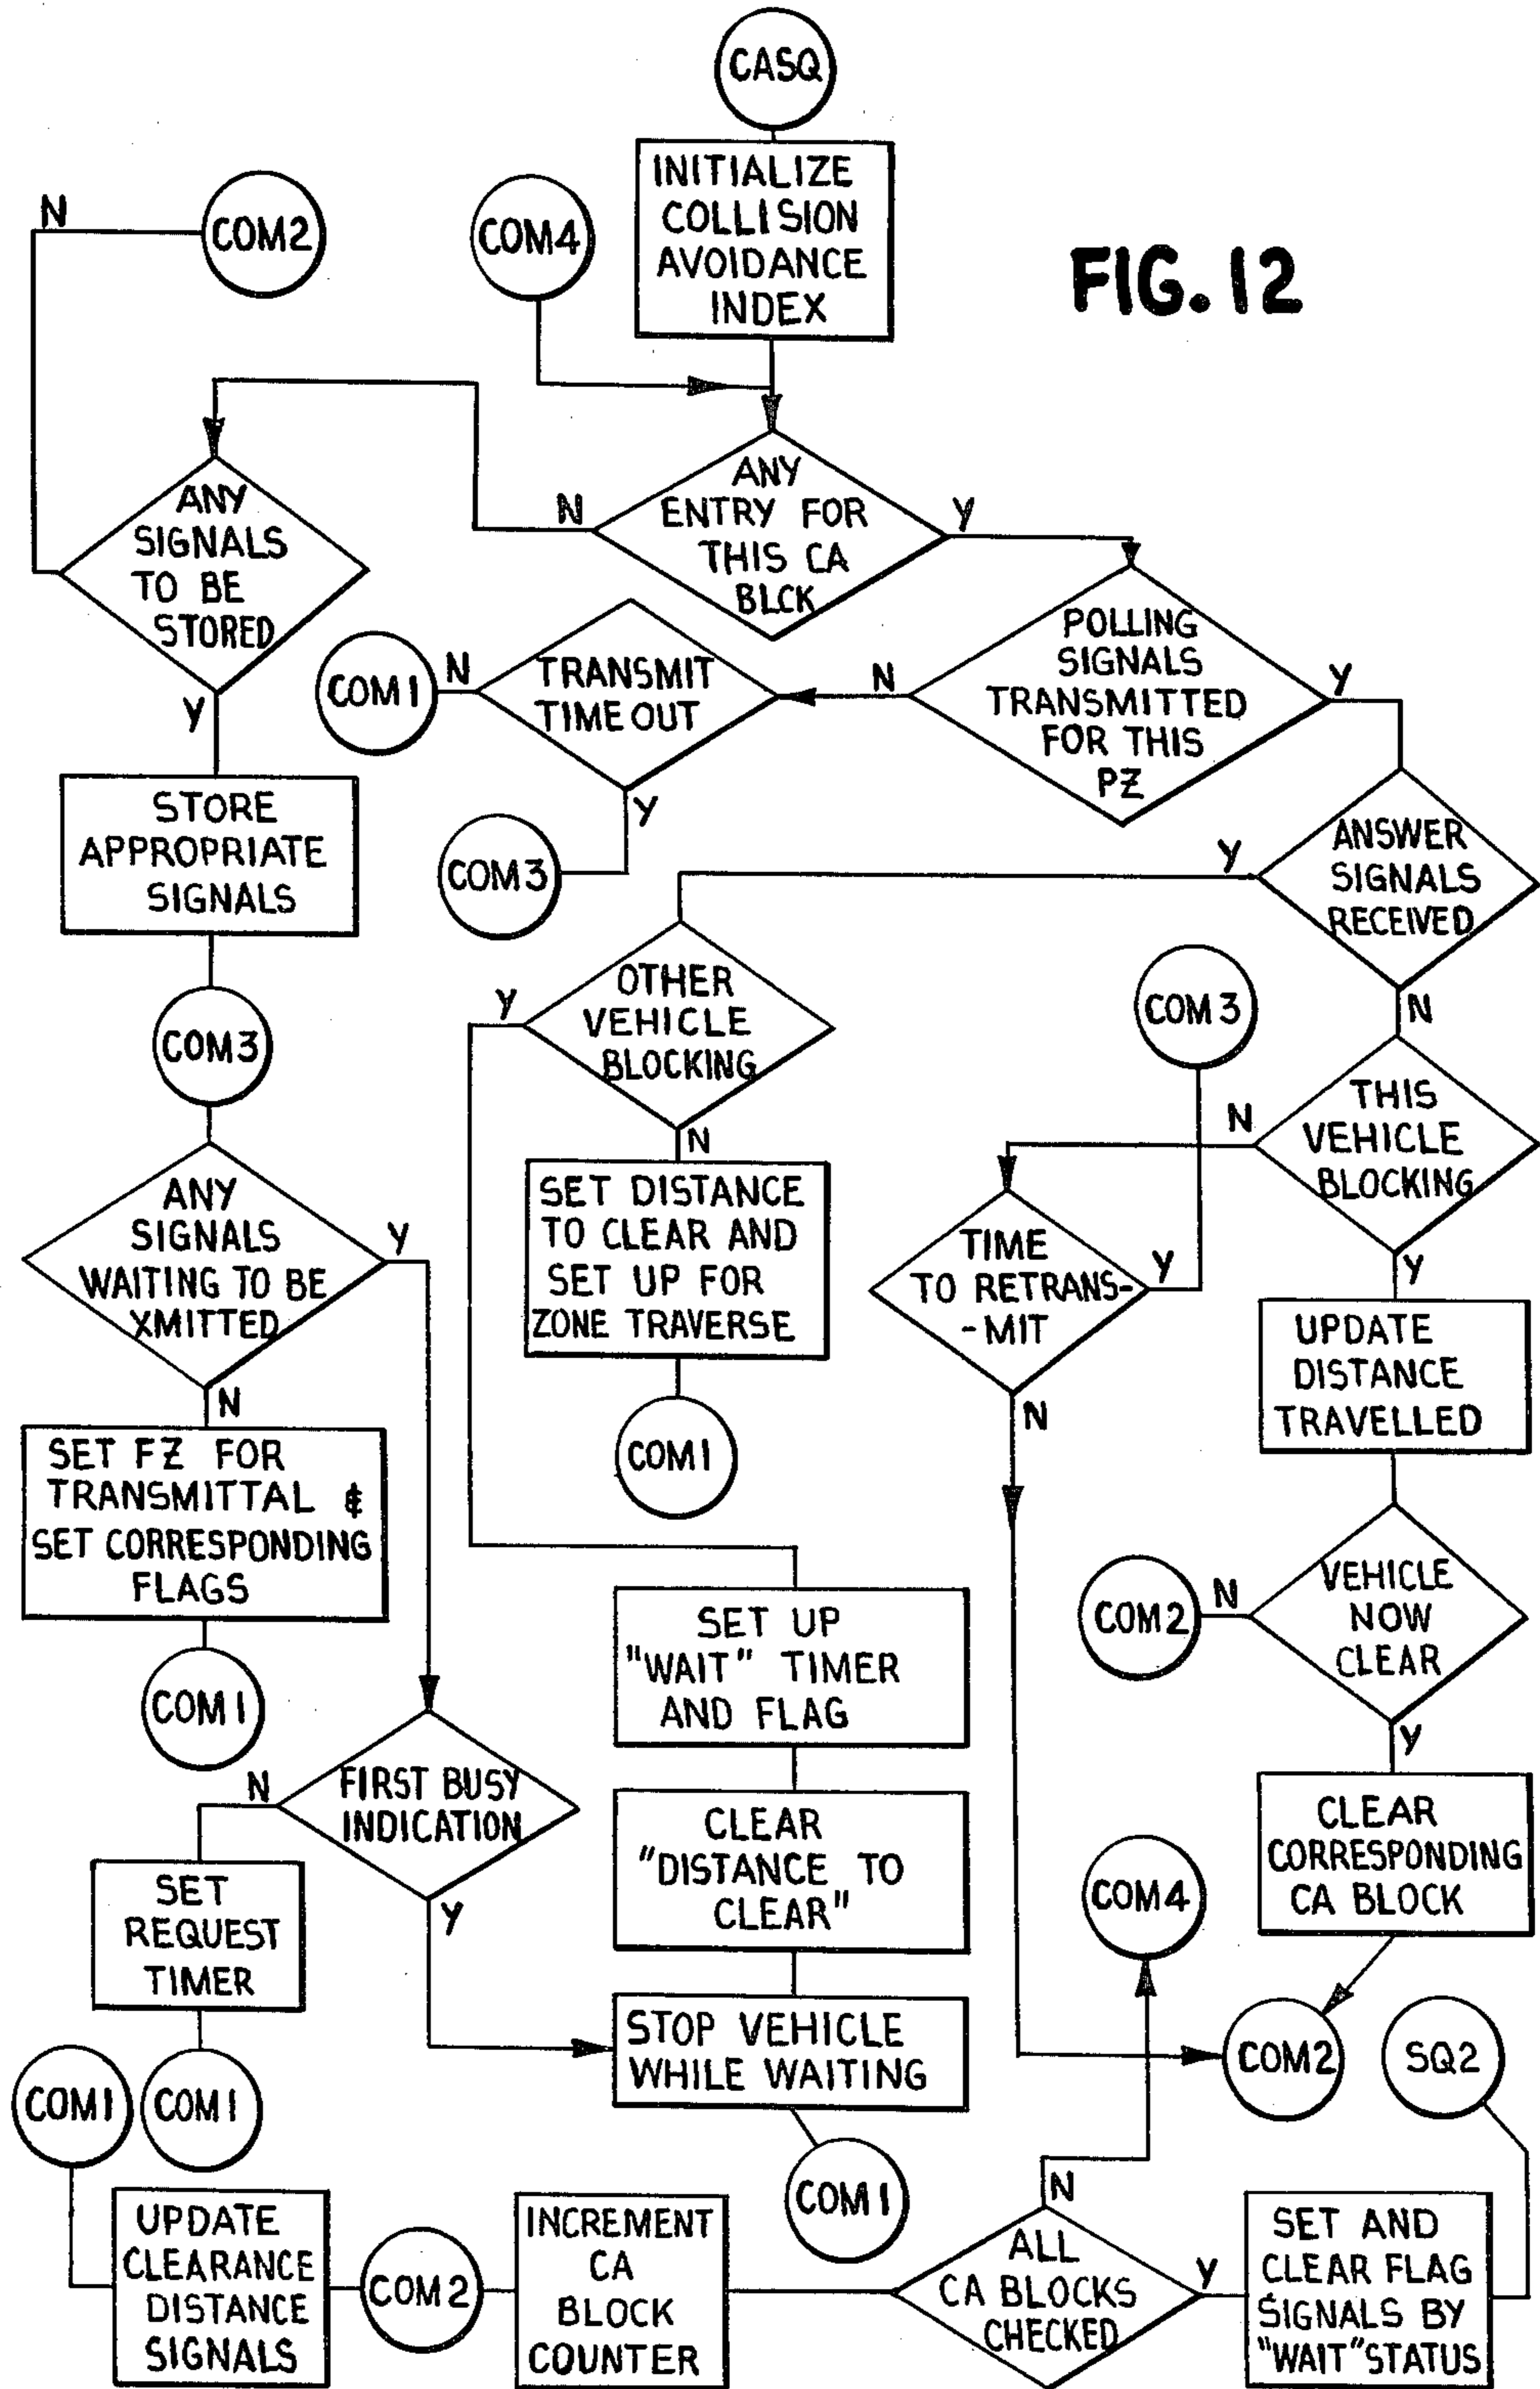 CASQ
INITIALIZE
COLLISION
AVOIDANCE
INDEX
FIG. 12
N
COM2
COM4
ANY
ENTRY FOR
THIS CA
BLCK
N
Y
ANY
SIGNALS
TO BE
STORED
Y
POLLING
SIGNALS
TRANSMITTED
FOR THIS
PZ
N
Y
TRANSMIT
TIME OUT
N
COM1
Y
COM3
STORE
APPROPRIATE
SIGNALS
COM3
ANSWER
SIGNALS
RECEIVED
Y
N
OTHER
VEHICLE
BLOCKING
Y
N
COM3
THIS
VEHICLE
BLOCKING
N
Y
ANY
SIGNALS
WAITING TO BE
XMITTED
Y
N
SET DISTANCE
TO CLEAR AND
SET UP FOR
ZONE TRAVERSE
COM1
TIME
TO RETRANS-
-MIT
Y
N
UPDATE
DISTANCE
TRAVELLED
SET FZ FOR
TRANSMITTAL &
SET CORRESPONDING
FLAGS
COM1
VEHICLE
NOW
CLEAR
N
COM2
Y
SET UP
"WAIT" TIMER
AND FLAG
FIRST BUSY
INDICATION
N
Y
CLEAR
"DISTANCE TO
CLEAR"
CLEAR
CORRESPONDING
CA BLOCK
COM4
SET
REQUEST
TIMER
STOP VEHICLE
WHILE WAITING
COM2
SQ2
COM1
COM1
COM1
UPDATE
CLEARANCE
DISTANCE
SIGNALS
COM2
INCREMENT
CA
BLOCK
COUNTER
ALL
CA BLOCKS
CHECKED
N
Y
SET AND
CLEAR FLAG
SIGNALS BY
"WAIT" STATUS